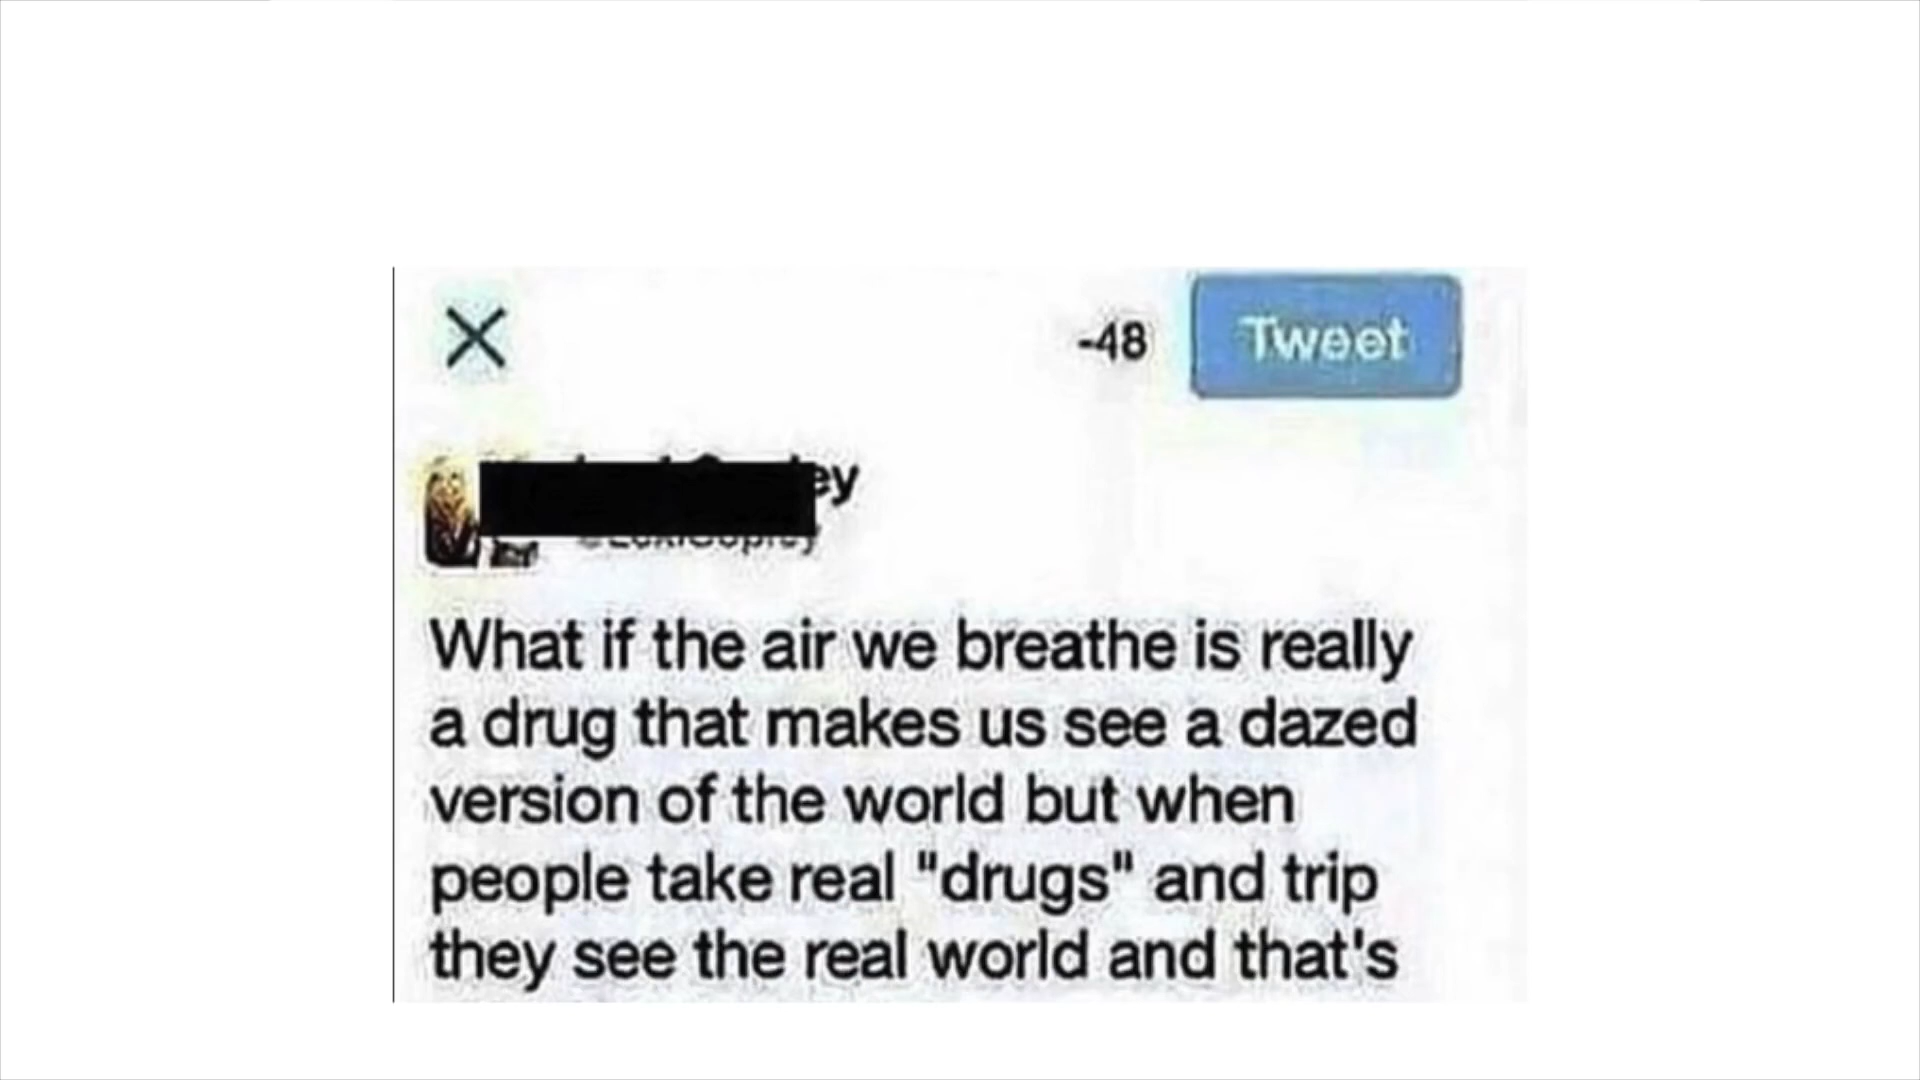 -48 Tweet
ey
What if the air we breathe is really
a drug that makes us see a dazed
version of the world but when
people take real "drugs" and trip
they see the real world and that's